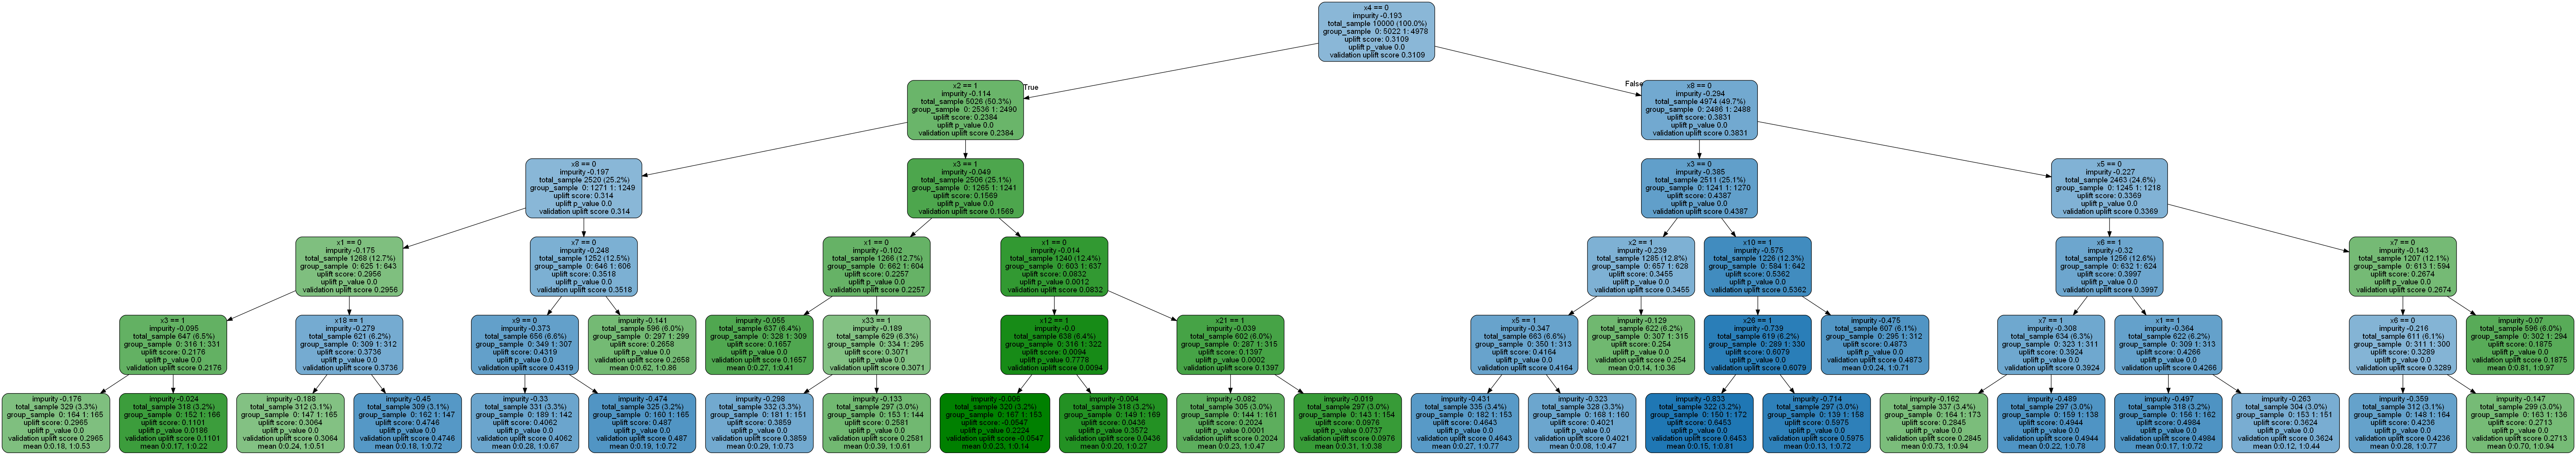 x4 == 0
impurity -0.193
total_sample 10000 (100.0%)
group_sample 0: 5022 1: 4978
uplift score: 0.3109
uplift p_value 0.0
validation uplift score 0.3109
True
False
x2 == 1
impurity -0.114
total_sample 5026 (50.3%)
group_sample 0: 2536 1: 2490
uplift score: 0.2384
uplift p_value 0.0
validation uplift score 0.2384
x8 == 0
impurity -0.294
total_sample 4974 (49.7%)
group_sample 0: 2486 1: 2488
uplift score: 0.3831
uplift p_value 0.0
validation uplift score 0.3831
x8 == 0
impurity -0.197
total_sample 2520 (25.2%)
group_sample 0: 1271 1: 1249
uplift score: 0.314
uplift p_value 0.0
validation uplift score 0.314
x3 == 1
impurity -0.049
total_sample 2506 (25.1%)
group_sample 0: 1265 1: 1241
uplift score: 0.1569
uplift p_value 0.0
validation uplift score 0.1569
x3 == 0
impurity -0.385
total_sample 2511 (25.1%)
group_sample 0: 1241 1: 1270
uplift score: 0.4387
uplift p_value 0.0
validation uplift score 0.4387
x5 == 0
impurity -0.227
total_sample 2463 (24.6%)
group_sample 0: 1245 1: 1218
uplift score: 0.3369
uplift p_value 0.0
validation uplift score 0.3369
x1 == 0
impurity -0.175
total_sample 1268 (12.7%)
group_sample 0: 625 1: 643
uplift score: 0.2956
uplift p_value 0.0
validation uplift score 0.2956
x7 == 0
impurity -0.248
total_sample 1252 (12.5%)
group_sample 0: 646 1: 606
uplift score: 0.3518
uplift p_value 0.0
validation uplift score 0.3518
x1 == 0
impurity -0.102
total_sample 1266 (12.7%)
group_sample 0: 662 1: 604
uplift score: 0.2257
uplift p_value 0.0
validation uplift score 0.2257
x1 == 0
impurity -0.014
total_sample 1240 (12.4%)
group_sample 0: 603 1: 637
uplift score: 0.0832
uplift p_value 0.0012
validation uplift score 0.0832
x2 == 1
impurity -0.239
total_sample 1285 (12.8%)
group_sample 0: 657 1: 628
uplift score: 0.3455
uplift p_value 0.0
validation uplift score 0.3455
x10 == 1
impurity -0.575
total_sample 1226 (12.3%)
group_sample 0: 584 1: 642
uplift score: 0.5362
uplift p_value 0.0
validation uplift score 0.5362
x6 == 1
impurity -0.32
total_sample 1256 (12.6%)
group_sample 0: 632 1: 624
uplift score: 0.3997
uplift p_value 0.0
validation uplift score 0.3997
x7 == 0
impurity -0.143
total_sample 1207 (12.1%)
group_sample 0: 613 1: 594
uplift score: 0.2674
uplift p_value 0.0
validation uplift score 0.2674
x3 == 1
impurity -0.095
total_sample 647 (6.5%)
group_sample 0: 316 1: 331
uplift score: 0.2176
uplift p_value 0.0
validation uplift score 0.2176
x18 == 1
impurity -0.279
total_sample 621 (6.2%)
group_sample 0: 309 1: 312
uplift score: 0.3736
uplift p_value 0.0
validation uplift score 0.3736
x9 == 0
impurity -0.373
total_sample 656 (6.6%)
group_sample 0: 349 1: 307
uplift score: 0.4319
uplift p_value 0.0
validation uplift score 0.4319
impurity -0.141
total_sample 596 (6.0%)
group_sample 0: 297 1: 299
uplift score: 0.2658
uplift p_value 0.0
validation uplift score 0.2658
mean 0:0.62, 1:0.86
impurity -0.055
total_sample 637 (6.4%)
group_sample 0: 328 1: 309
uplift score: 0.1657
uplift p_value 0.0
validation uplift score 0.1657
mean 0:0.27, 1:0.41
x33 == 1
impurity -0.189
total_sample 629 (6.3%)
group_sample 0: 334 1: 295
uplift score: 0.3071
uplift p_value 0.0
validation uplift score 0.3071
x12 == 1
impurity -0.0
total_sample 638 (6.4%)
group_sample 0: 316 1: 322
uplift score: 0.0094
uplift p_value 0.7778
validation uplift score 0.0094
x21 == 1
impurity -0.039
total_sample 602 (6.0%)
group_sample 0: 287 1: 315
uplift score: 0.1397
uplift p_value 0.0002
validation uplift score 0.1397
x5 == 1
impurity -0.347
total_sample 663 (6.6%)
group_sample 0: 350 1: 313
uplift score: 0.4164
uplift p_value 0.0
validation uplift score 0.4164
impurity -0.129
total_sample 622 (6.2%)
group_sample 0: 307 1: 315
uplift score: 0.254
uplift p_value 0.0
validation uplift score 0.254
mean 0:0.14, 1:0.36
x26 == 1
impurity -0.739
total_sample 619 (6.2%)
group_sample 0: 289 1: 330
uplift score: 0.6079
uplift p_value 0.0
validation uplift score 0.6079
impurity -0.475
total_sample 607 (6.1%)
group_sample 0: 295 1: 312
uplift score: 0.4873
uplift p_value 0.0
validation uplift score 0.4873
mean 0:0.24, 1:0.71
x7 == 1
impurity -0.308
total_sample 634 (6.3%)
group_sample 0: 323 1: 311
uplift score: 0.3924
uplift p_value 0.0
validation uplift score 0.3924
x1 == 1
impurity -0.364
total_sample 622 (6.2%)
group_sample 0: 309 1: 313
uplift score: 0.4266
uplift p_value 0.0
validation uplift score 0.4266
x6 == 0
impurity -0.216
total_sample 611 (6.1%)
group_sample 0: 311 1: 300
uplift score: 0.3289
uplift p_value 0.0
validation uplift score 0.3289
impurity -0.07
total_sample 596 (6.0%)
group_sample 0: 302 1: 294
uplift score: 0.1875
uplift p_value 0.0
validation uplift score 0.1875
mean 0:0.81, 1:0.97
impurity -0.176
total_sample 329 (3.3%)
group_sample 0: 164 1: 165
uplift score: 0.2965
uplift p_value 0.0
validation uplift score 0.2965
mean 0:0.18, 1:0.53
impurity -0.024
total_sample 318 (3.2%)
group_sample 0: 152 1: 166
uplift score: 0.1101
uplift p_value 0.0186
validation uplift score 0.1101
mean 0:0.17, 1:0.22
impurity -0.188
total_sample 312 (3.1%)
group_sample 0: 147 1: 165
uplift score: 0.3064
uplift p_value 0.0
validation uplift score 0.3064
mean 0:0.24, 1:0.51
impurity -0.45
total_sample 309 (3.1%)
group_sample 0: 162 1: 147
uplift score: 0.4746
uplift p_value 0.0
validation uplift score 0.4746
mean 0:0.18, 1:0.72
impurity -0.33
total_sample 331 (3.3%)
group_sample 0: 189 1: 142
uplift score: 0.4062
uplift p_value 0.0
validation uplift score 0.4062
mean 0:0.28, 1:0.67
impurity -0.474
total_sample 325 (3.2%)
group_sample 0: 160 1: 165
uplift score: 0.487
uplift p_value 0.0
validation uplift score 0.487
mean 0:0.19, 1:0.72
impurity -0.298
total_sample 332 (3.3%)
group_sample 0: 181 1: 151
uplift score: 0.3859
uplift p_value 0.0
validation uplift score 0.3859
mean 0:0.29, 1:0.73
impurity -0.133
total_sample 297 (3.0%)
group_sample 0: 153 1: 144
uplift score: 0.2581
uplift p_value 0.0
validation uplift score 0.2581
mean 0:0.39, 1:0.61
impurity -0.006
total_sample 320 (3.2%)
group_sample 0: 167 1: 153
uplift score: -0.0547
uplift p_value 0.2224
validation uplift score -0.0547
mean 0:0.23, 1:0.14
impurity -0.004
total_sample 318 (3.2%)
group_sample 0: 149 1: 169
uplift score: 0.0436
uplift p_value 0.3572
validation uplift score 0.0436
mean 0:0.20, 1:0.27
impurity -0.082
total_sample 305 (3.0%)
group_sample 0: 144 1: 161
uplift score: 0.2024
uplift p_value 0.0001
validation uplift score 0.2024
mean 0:0.23, 1:0.47
impurity -0.019
total_sample 297 (3.0%)
group_sample 0: 143 1: 154
uplift score: 0.0976
uplift p_value 0.0737
validation uplift score 0.0976
mean 0:0.31, 1:0.38
impurity -0.431
total_sample 335 (3.4%)
group_sample 0: 182 1: 153
uplift score: 0.4643
uplift p_value 0.0
validation uplift score 0.4643
mean 0:0.27, 1:0.77
impurity -0.323
total_sample 328 (3.3%)
group_sample 0: 168 1: 160
uplift score: 0.4021
uplift p_value 0.0
validation uplift score 0.4021
mean 0:0.08, 1:0.47
impurity -0.833
total_sample 322 (3.2%)
group_sample 0: 150 1: 172
uplift score: 0.6453
uplift p_value 0.0
validation uplift score 0.6453
mean 0:0.15, 1:0.81
impurity -0.714
total_sample 297 (3.0%)
group_sample 0: 139 1: 158
uplift score: 0.5975
uplift p_value 0.0
validation uplift score 0.5975
mean 0:0.13, 1:0.72
impurity -0.162
total_sample 337 (3.4%)
group_sample 0: 164 1: 173
uplift score: 0.2845
uplift p_value 0.0
validation uplift score 0.2845
mean 0:0.73, 1:0.94
impurity -0.489
total_sample 297 (3.0%)
group_sample 0: 159 1: 138
uplift score: 0.4944
uplift p_value 0.0
validation uplift score 0.4944
mean 0:0.22, 1:0.78
impurity -0.497
total_sample 318 (3.2%)
group_sample 0: 156 1: 162
uplift score: 0.4984
uplift p_value 0.0
validation uplift score 0.4984
mean 0:0.17, 1:0.72
impurity -0.263
total_sample 304 (3.0%)
group_sample 0: 153 1: 151
uplift score: 0.3624
uplift p_value 0.0
validation uplift score 0.3624
mean 0:0.12, 1:0.44
impurity -0.359
total_sample 312 (3.1%)
group_sample 0: 148 1: 164
uplift score: 0.4236
uplift p_value 0.0
validation uplift score 0.4236
mean 0:0.28, 1:0.77
impurity -0.147
total_sample 299 (3.0%)
group_sample 0: 163 1: 136
uplift score: 0.2713
uplift p_value 0.0
validation uplift score 0.2713
mean 0:0.70, 1:0.94